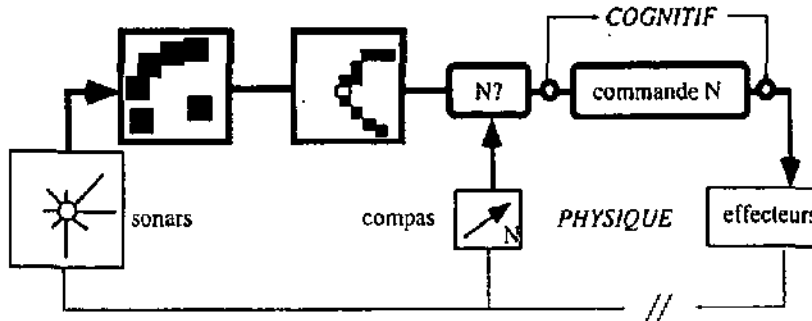 COGNITIF
N?
commande N
sonars
compas
N
PHYSIQUE
effecteurs
//